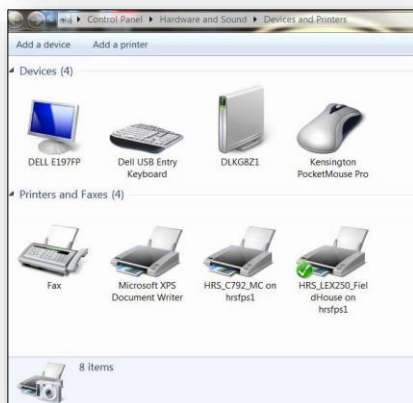 Control Panel ▸ Hardware and Sound ▸ Devices and Printers
Add a device Add a printer
Devices (4)
DELL E197FP
Dell USB Entry
Keyboard
DLKG8Z1
Kensington
PocketMouse Pro
Printers and Faxes (4)
Fax
Microsoft XPS
Document Writer
HRS_C792_MC on
hrsfps1
HRS_LEX250_Fiel
dHouse on
hrsfps1
8 items